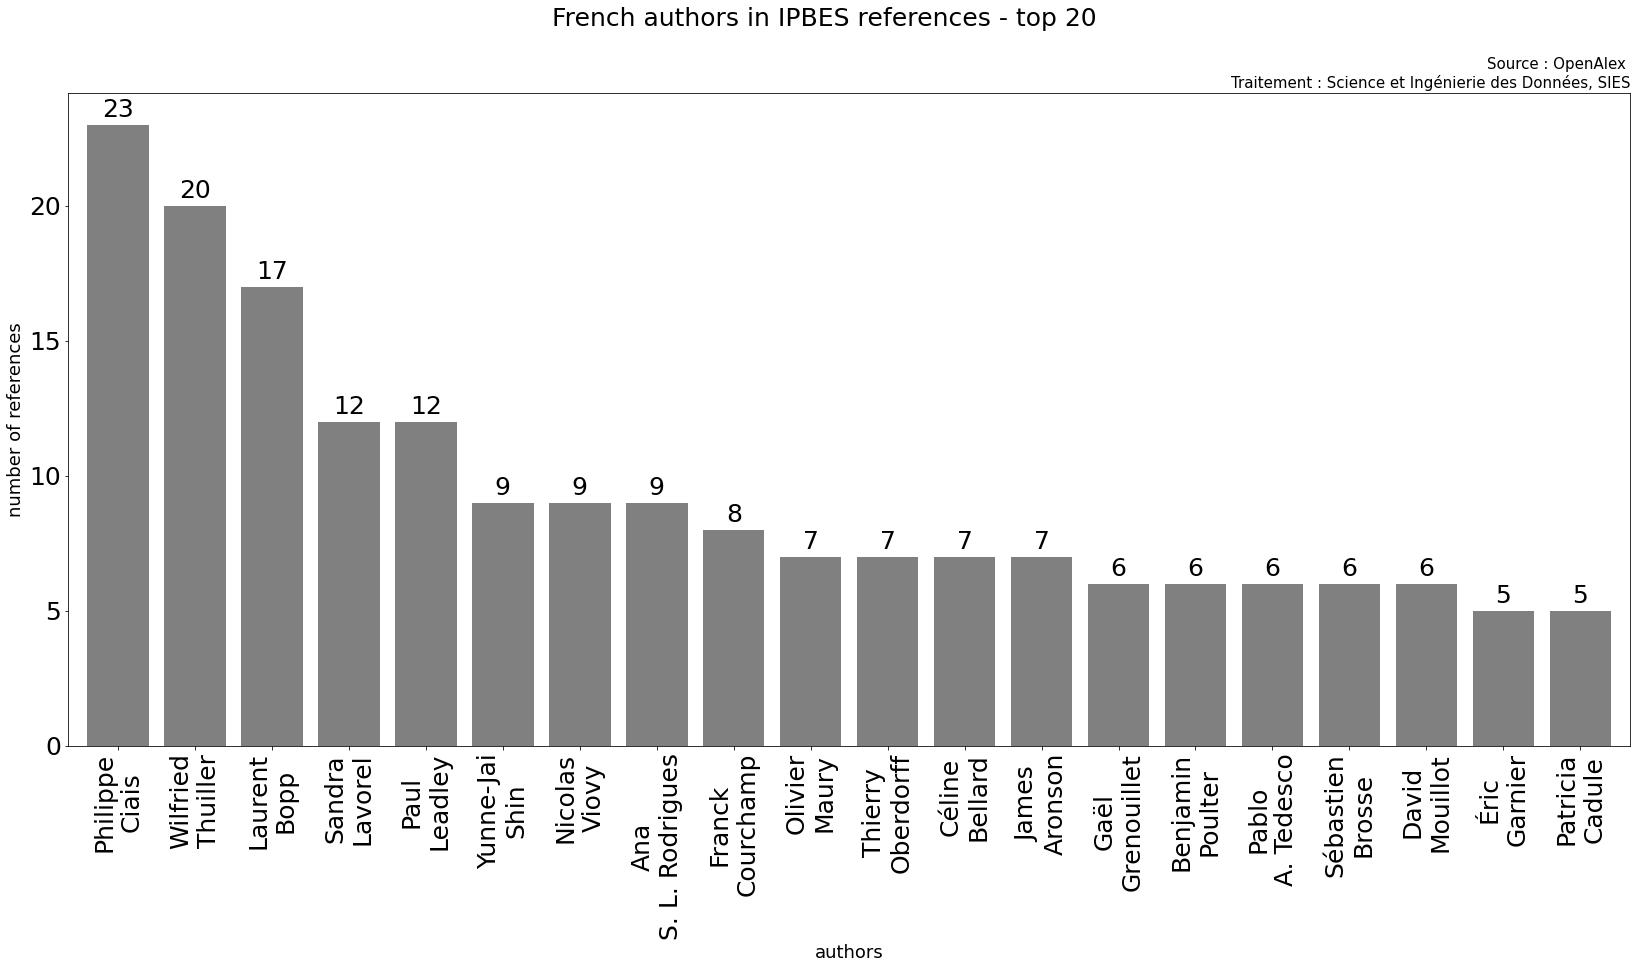 French authors in IPBES references - top 20
Source : OpenAlex
Traitement : Science et Ingénierie des Données, SIES
number of references
20
15
10
5
0
23
20
17
12
12
9
9
9
8
7
7
7
7
6
6
6
6
6
5
5
Philippe
Ciais
Wilfried
Thuiller
Laurent
Bopp
Sandra
Lavorel
Paul
Leadley
Yunne-Jai
Shin
Nicolas
Viovy
Ana
S. L. Rodrigues
Franck
Courchamp
Olivier
Maury
Thierry
Oberdorff
Céline
Bellard
James
Aronson
Gaël
Grenouillet
Benjamin
Poulter
Pablo
A. Tedesco
Sébastien
Brosse
David
Mouillot
Éric
Garnier
Patricia
Cadule
authors